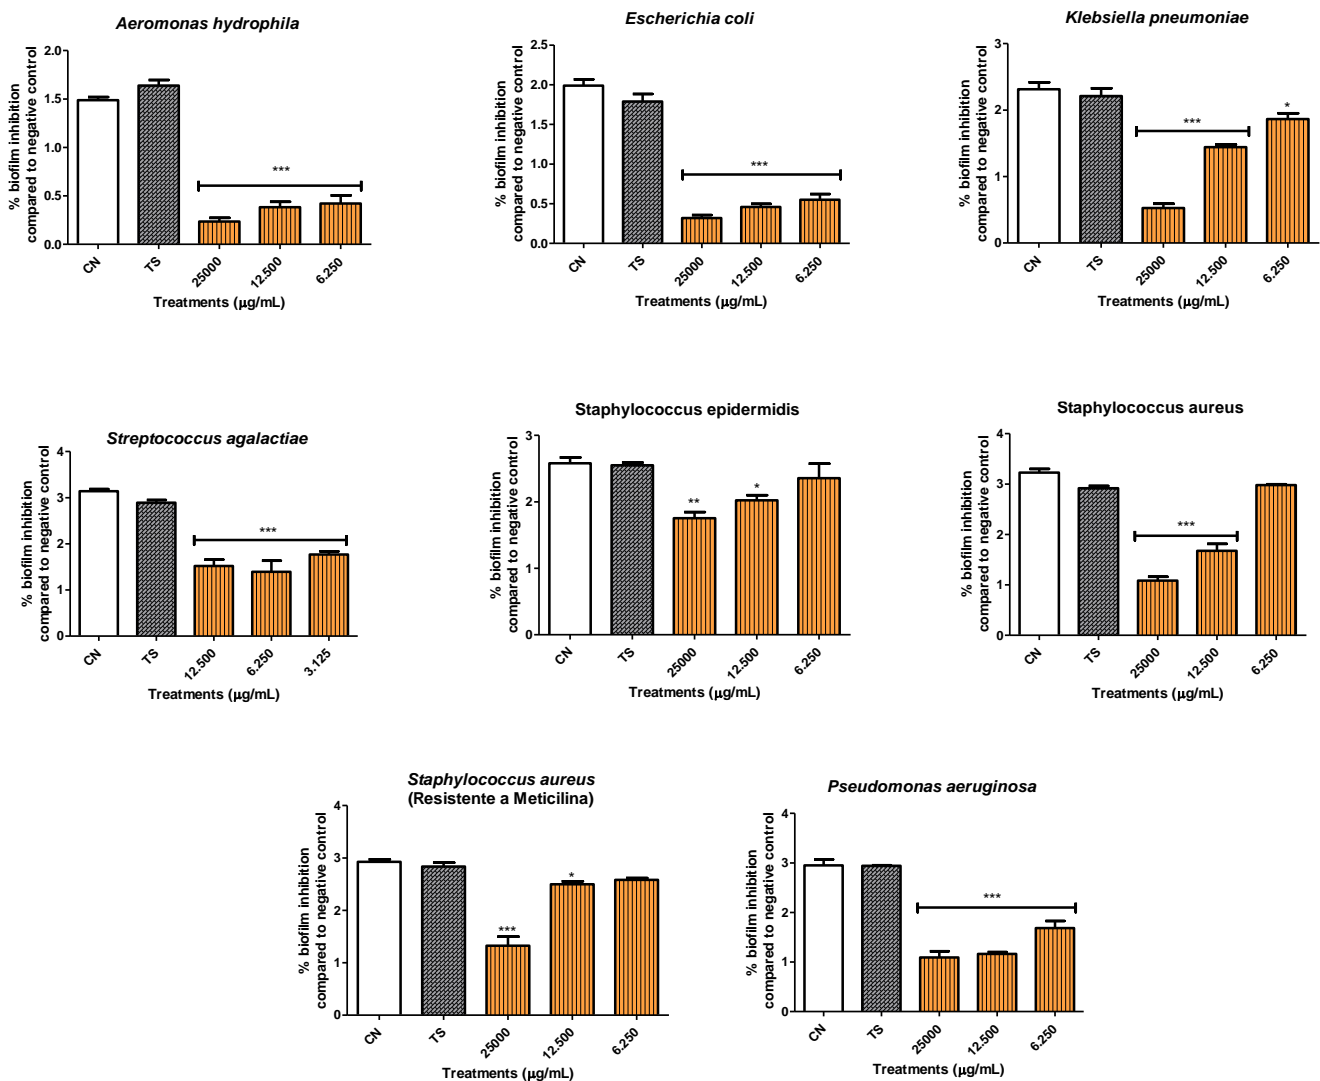 Aeromonas hydrophila
% biofilm inhibition
compared to negative control
2.0
1.5
1.0
0.5
0.0
***
CN
TS
25000
12.500
6.250
Treatments (µg/mL)
Escherichia coli
% biofilm inhibition
compared to negative control
2.5
2.0
1.5
1.0
0.5
0.0
***
CN
TS
25000
12.500
6.250
Treatments (µg/mL)
Klebsiella pneumoniae
% biofilm inhibition
compared to negative control
3
2
1
0
***
*
CN
TS
25000
12.500
6.250
Treatments (µg/mL)
Streptococcus agalactiae
% biofilm inhibition
compared to negative control
4
3
2
1
0
***
CN
TS
12.500
6.250
3.125
Treatments (µg/mL)
Staphylococcus epidermidis
% biofilm inhibition
compared to negative control
3
2
1
0
**
*
CN
TS
25000
12.500
6.250
Treatments (µg/mL)
Staphylococcus aureus
% biofilm inhibition
compared to negative control
4
3
2
1
0
***
CN
TS
25000
12.500
6.250
Treatments (µg/mL)
Staphylococcus aureus
(Resistente a Meticilina)
% biofilm inhibition
compared to negative control
4
3
2
1
0
***
*
CN
TS
25000
12.500
6.250
Treatments (µg/mL)
Pseudomonas aeruginosa
% biofilm inhibition
compared to negative control
4
3
2
1
0
***
CN
TS
25000
12.500
6.250
Treatments (µg/mL)